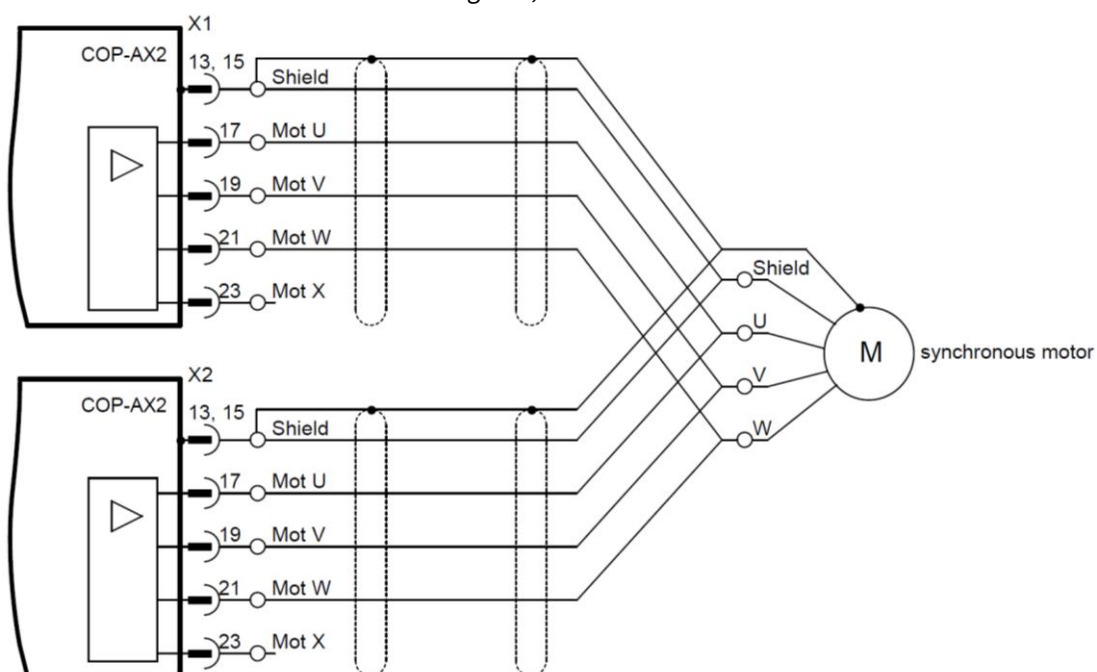 X1
COP-AX2
13, 15
Shield
17 Mot U
19 Mot V
21 Mot W
23 Mot X
Shield
U
V
W
M synchronous motor
X2
COP-AX2
13, 15
Shield
17 Mot U
19 Mot V
21 Mot W
23 Mot X